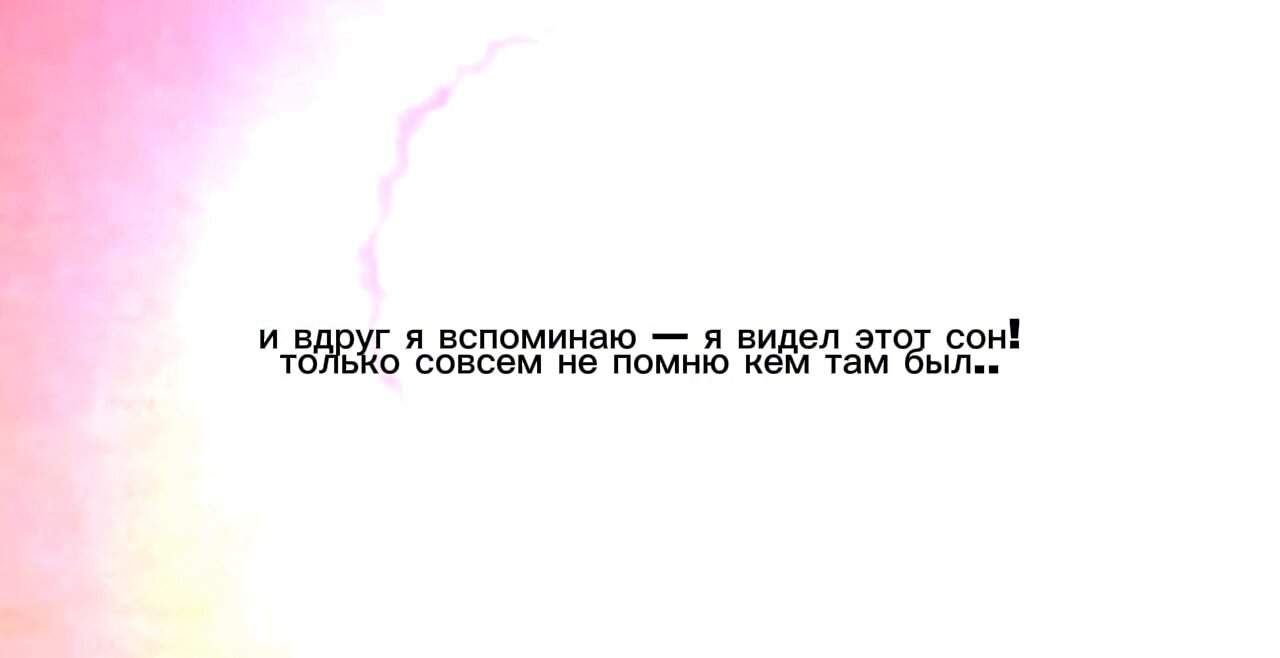 и вдруг я вспоминаю — я видел этот сон!
только совсем не помню кем там был..